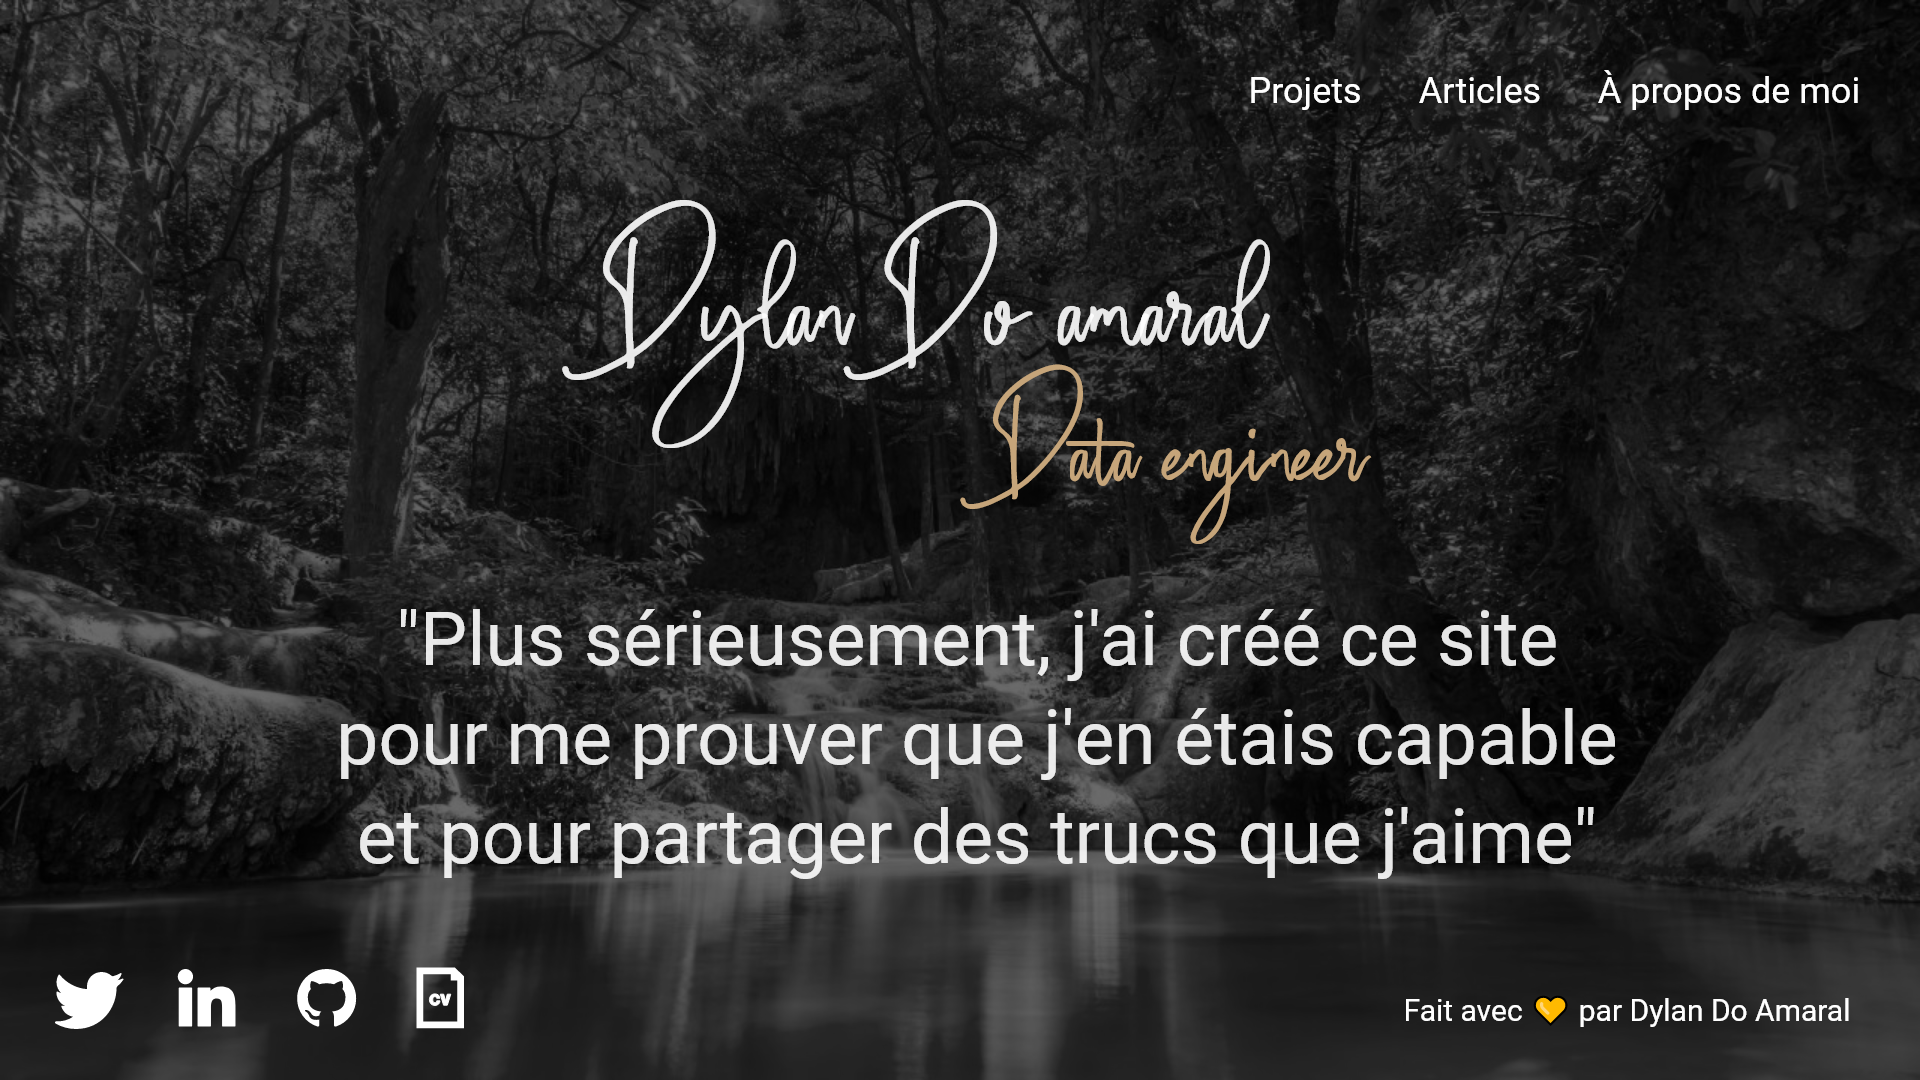 Projets Articles À propos de moi
Dylan Do amaral
Data engineer
"Plus sérieusement, j'ai créé ce site
pour me prouver que j'en étais capable
et pour partager des trucs que j'aime"
in CV
Fait avec 💛 par Dylan Do Amaral